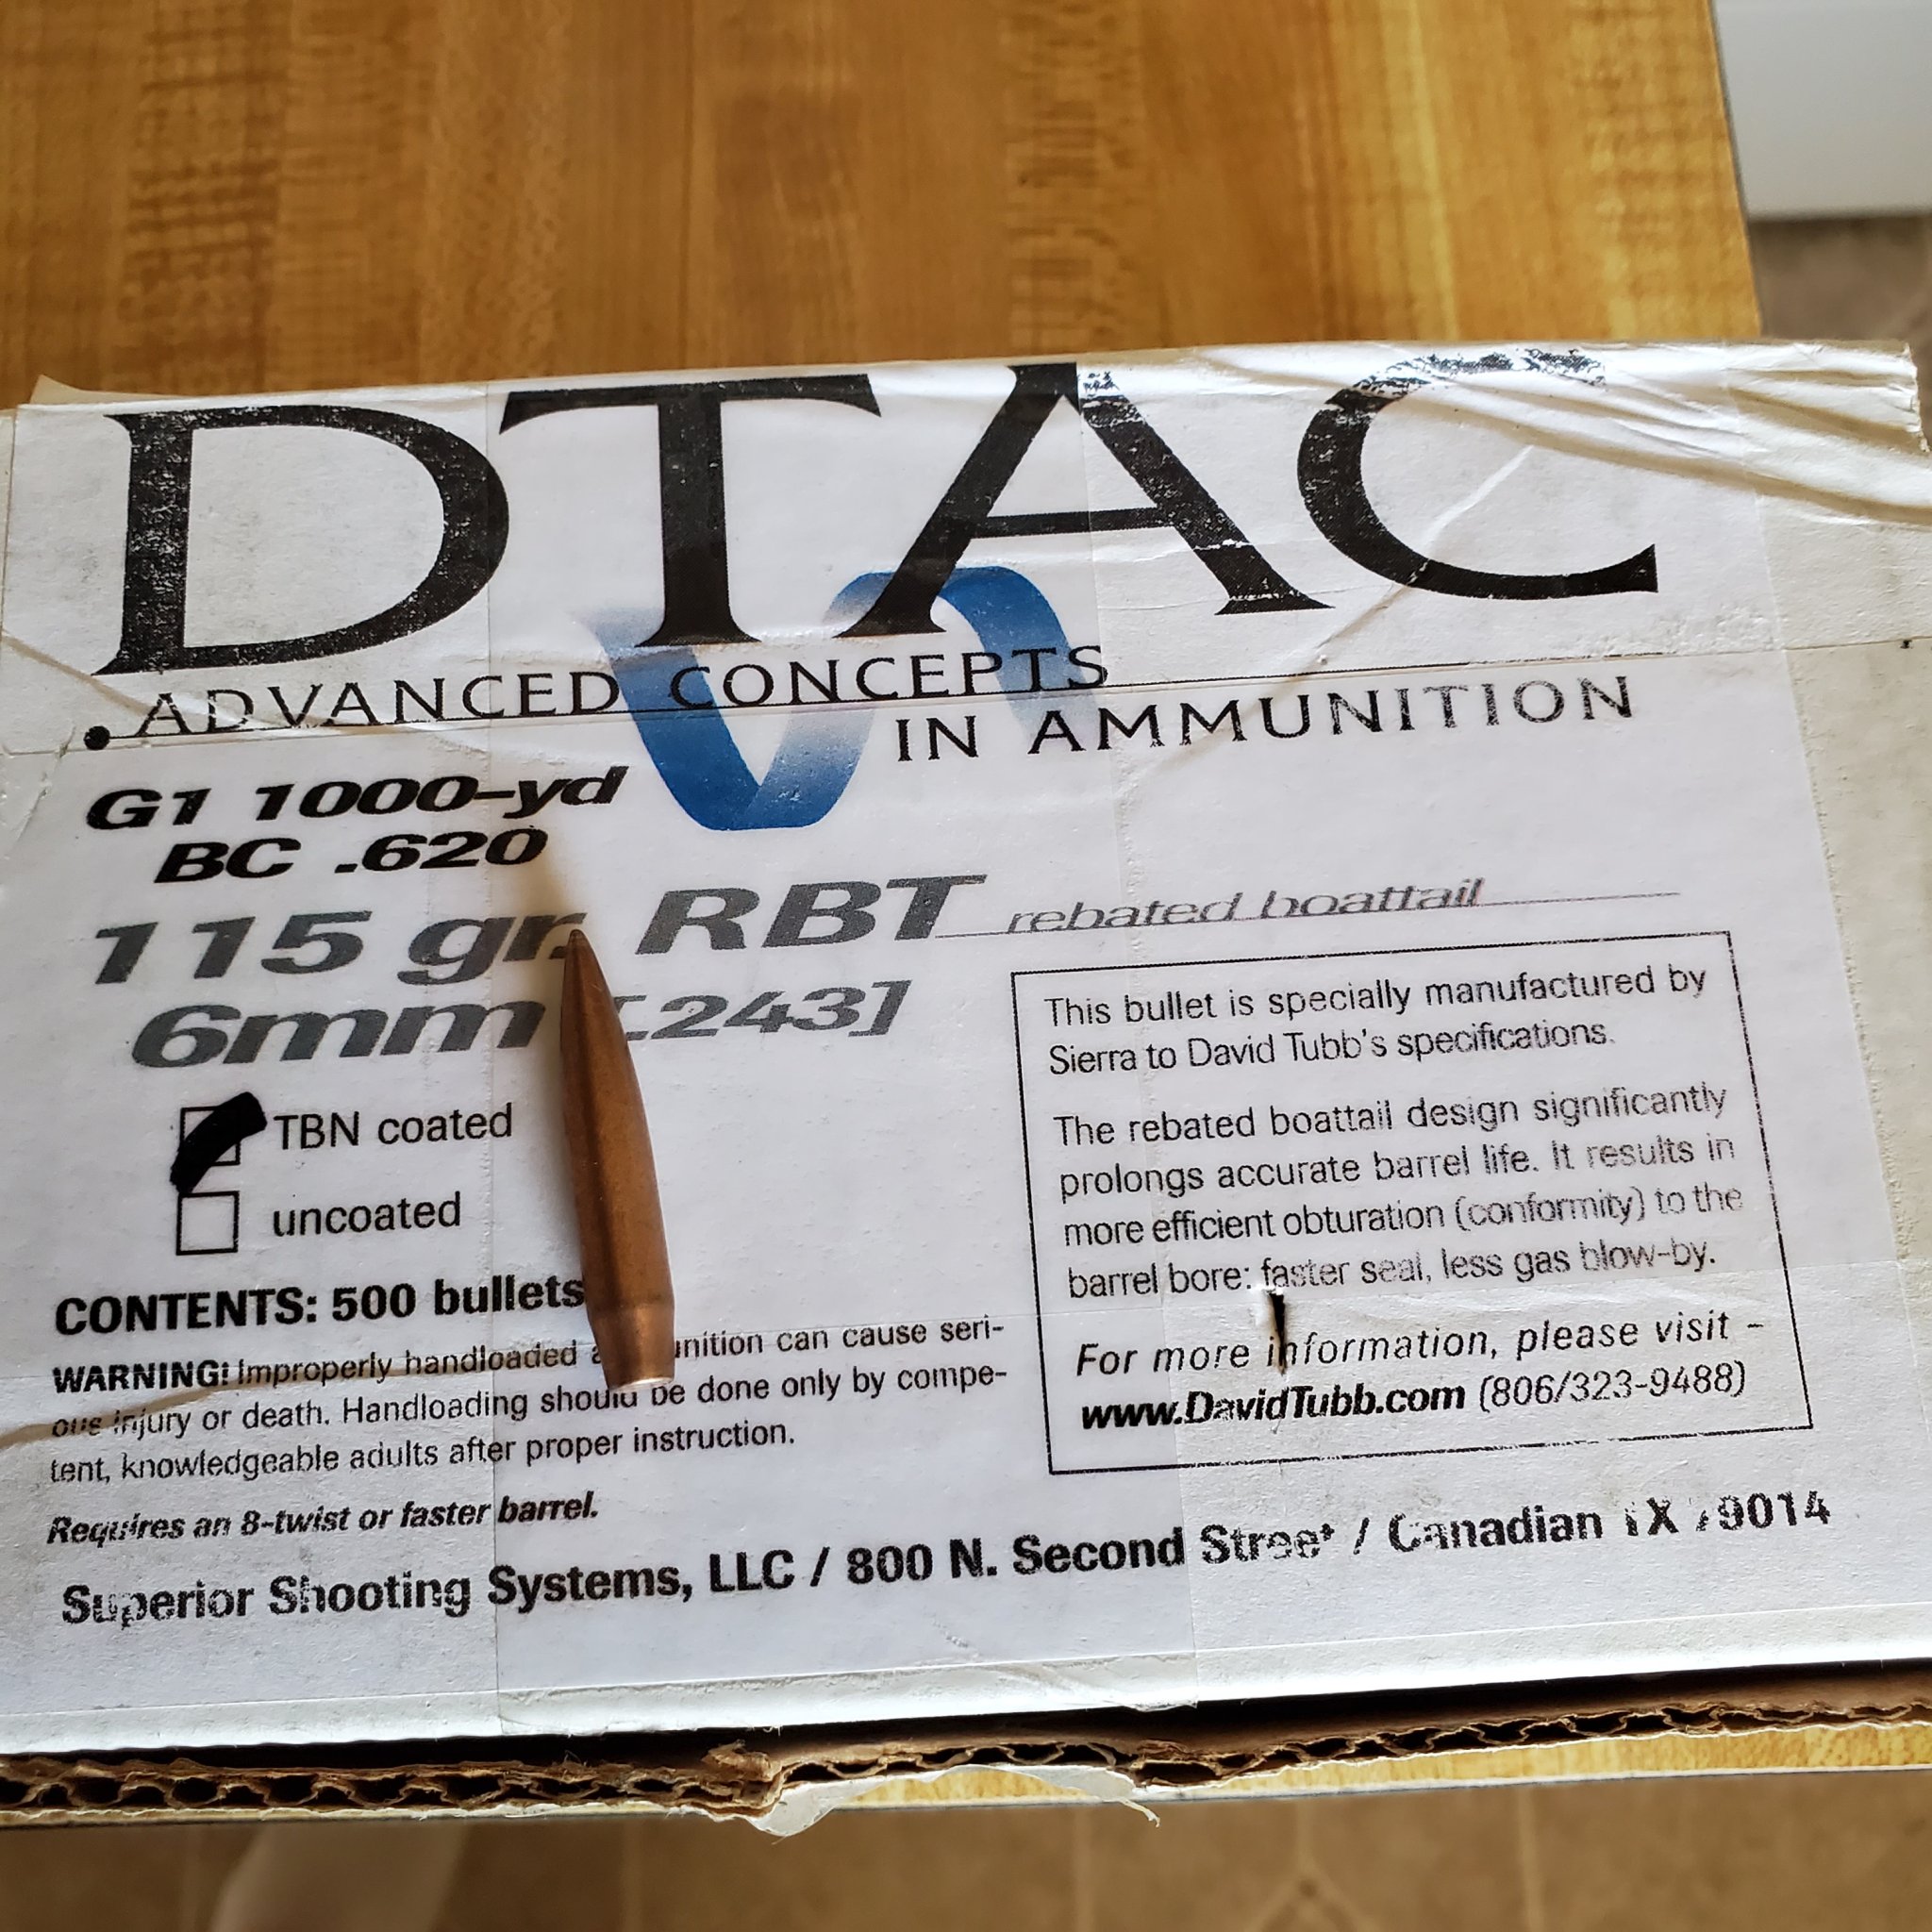 DTAC
ADVANCED CONCEPTS
IN AMMUNITION
G1 1000-yd
BC .620
115 gr. RBT rebated boattail
6mm [.243]
TBN coated
uncoated
CONTENTS: 500 bullets
WARNING! Improperly handloaded can cause seri-
ous injury or death. Handloading should be done only by compe-
tent, knowledgeable adults after proper instruction.
Requires an 8-twist or faster barrel.
This bullet is specially manufactured by
Sierra to David Tubb's specifications.
The rebated boattail design significantly
prolongs accurate barrel life. It results in
more efficient obturation (conformity) to the
barrel bore: faster seal, less gas blow-by.
For more information, please visit -
www.DavidTubb.com (806/323-9488)
Superior Shooting Systems, LLC / 800 N. Second Street / Canadian TX 79014